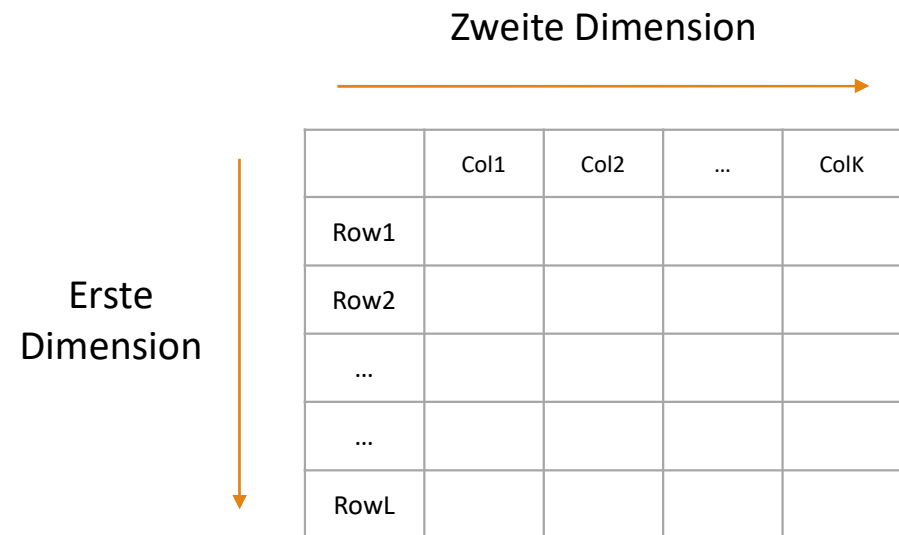 Zweite Dimension
Col1 Col2 … ColK
Row1
Row2
Erste
Dimension
…
…
RowL